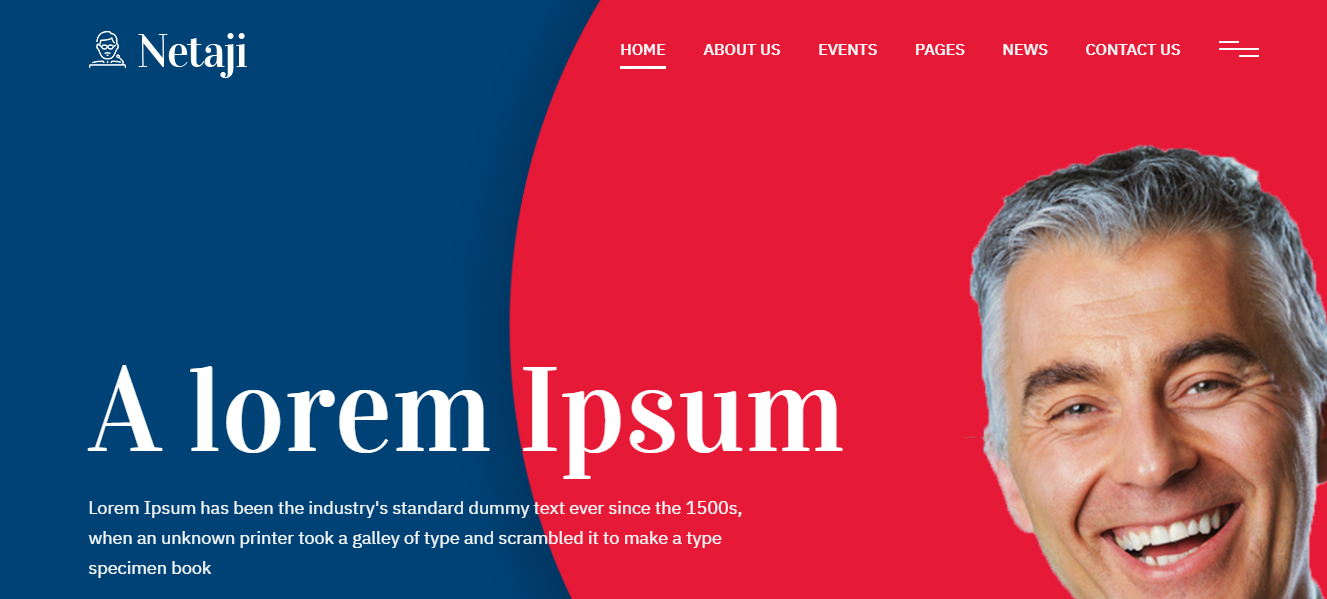 Netaji
HOME ABOUT US EVENTS PAGES NEWS CONTACT US
A lorem Ipsum
Lorem Ipsum has been the industry's standard dummy text ever since the 1500s,
when an unknown printer took a galley of type and scrambled it to make a type
specimen book